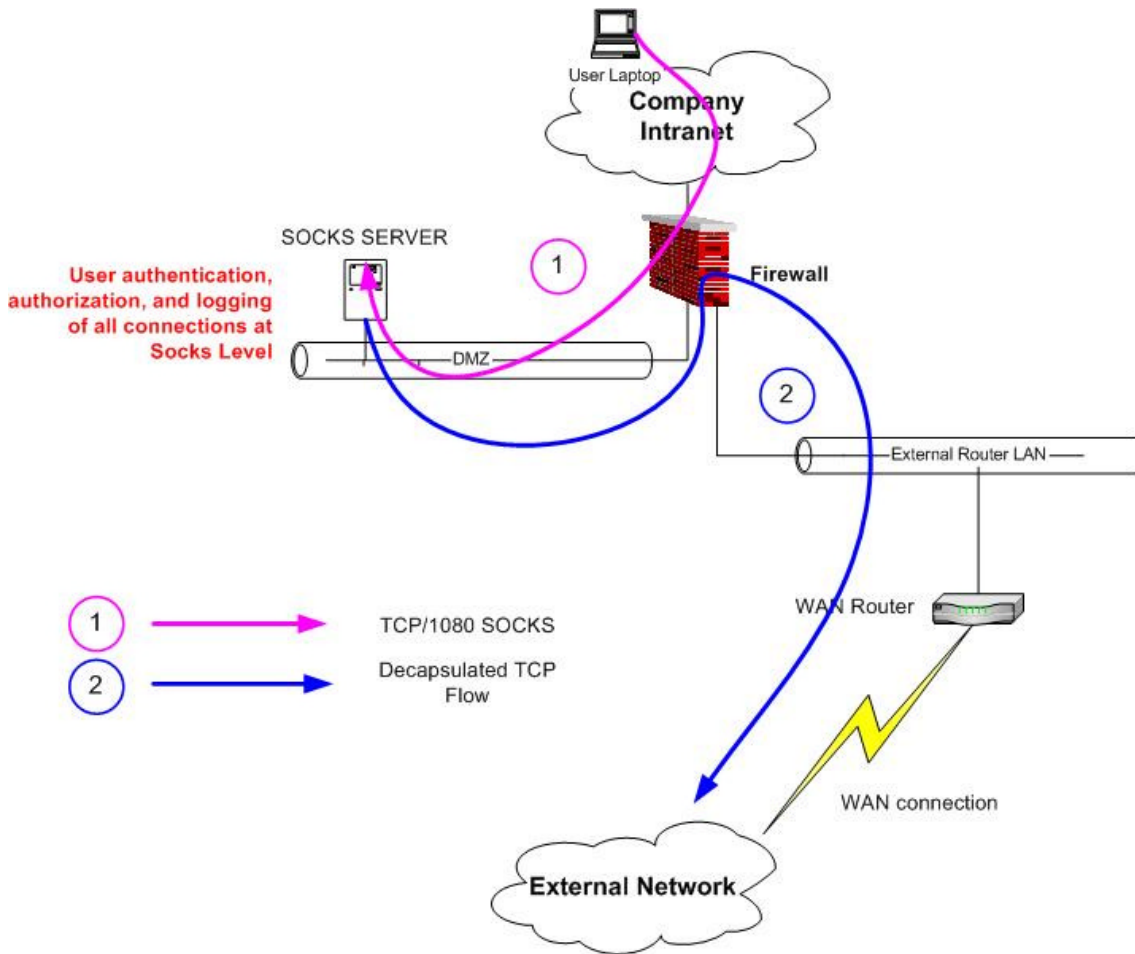 User Laptop
Company
Intranet
SOCKS SERVER
1
Firewall
User authentication,
authorization, and logging
of all connections at
Socks Level
DMZ
2
External Router LAN
WAN Router
1
TCP/1080 SOCKS
2
Decapsulated TCP
Flow
WAN connection
External Network